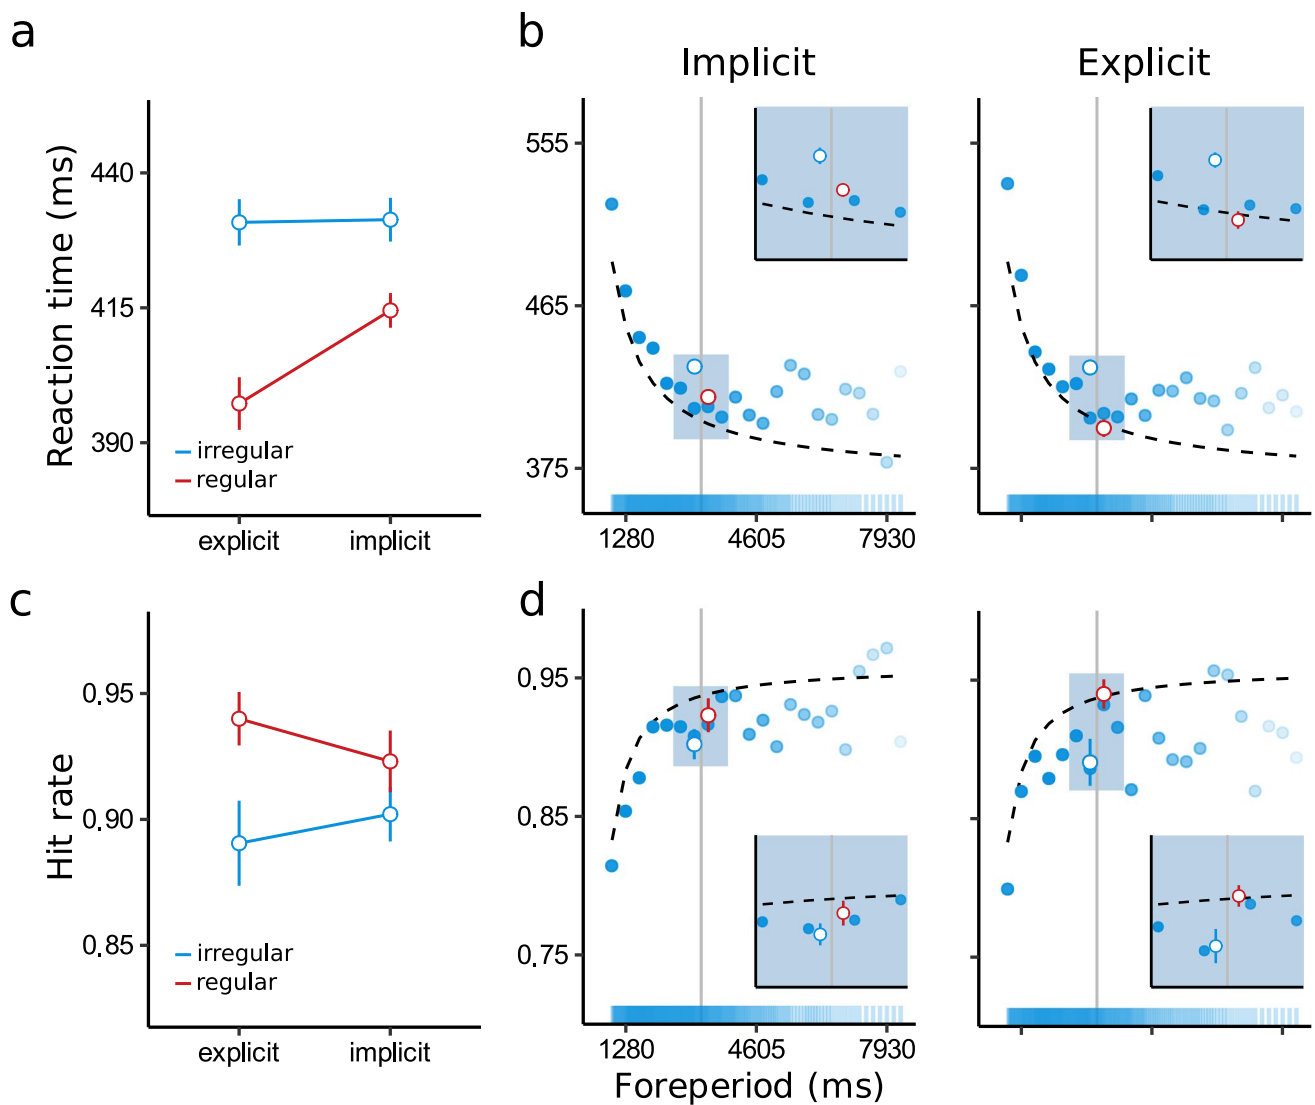 a
Reaction time (ms)
440
415
390
irregular
regular
explicit
implicit
b
Implicit
Explicit
555
465
375
1280
4605
7930
c
Hit rate
0.95
0.90
0.85
irregular
regular
explicit
implicit
d
0.95
0.85
0.75
1280
4605
7930
Foreperiod (ms)